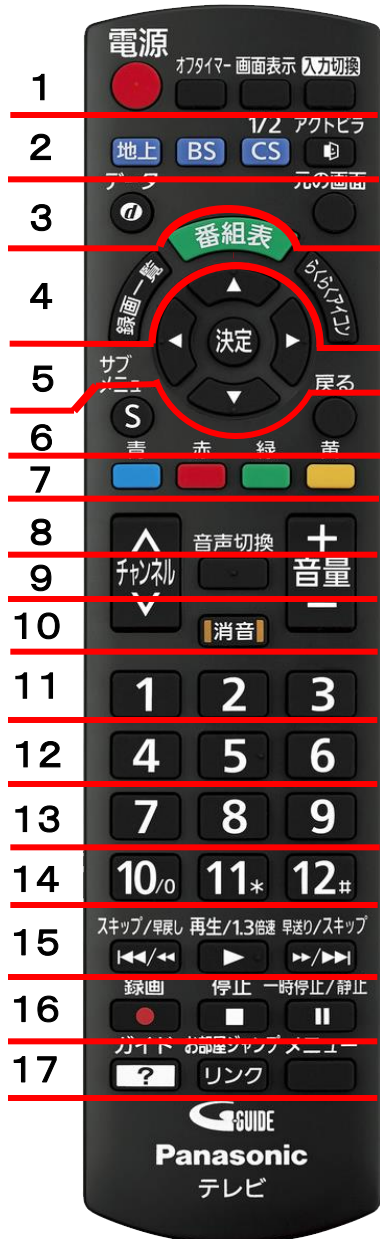 電源
オフタイマー 画面表示 入力切換
1
1/2 アクトビラ
2 地上 BS CS
データ 元の画面
3 d
番組表
4 録画一覧 らくらくアイコン
決定
5 サブメニュー 戻る
S
6 青 赤 緑 黄
7
8 音声切換 +
9 チャンネル 音量
−
10 消音
11 1 2 3
12 4 5 6
13 7 8 9
14 10/0 11* 12#
スキップ/早戻し 再生/1.3倍速 早送り/スキップ
15
録画 停止 一時停止/静止
16
ガイド お部屋ジャンプ メニュー
17 ? リンク
G-GUIDE
Panasonic
テレビ